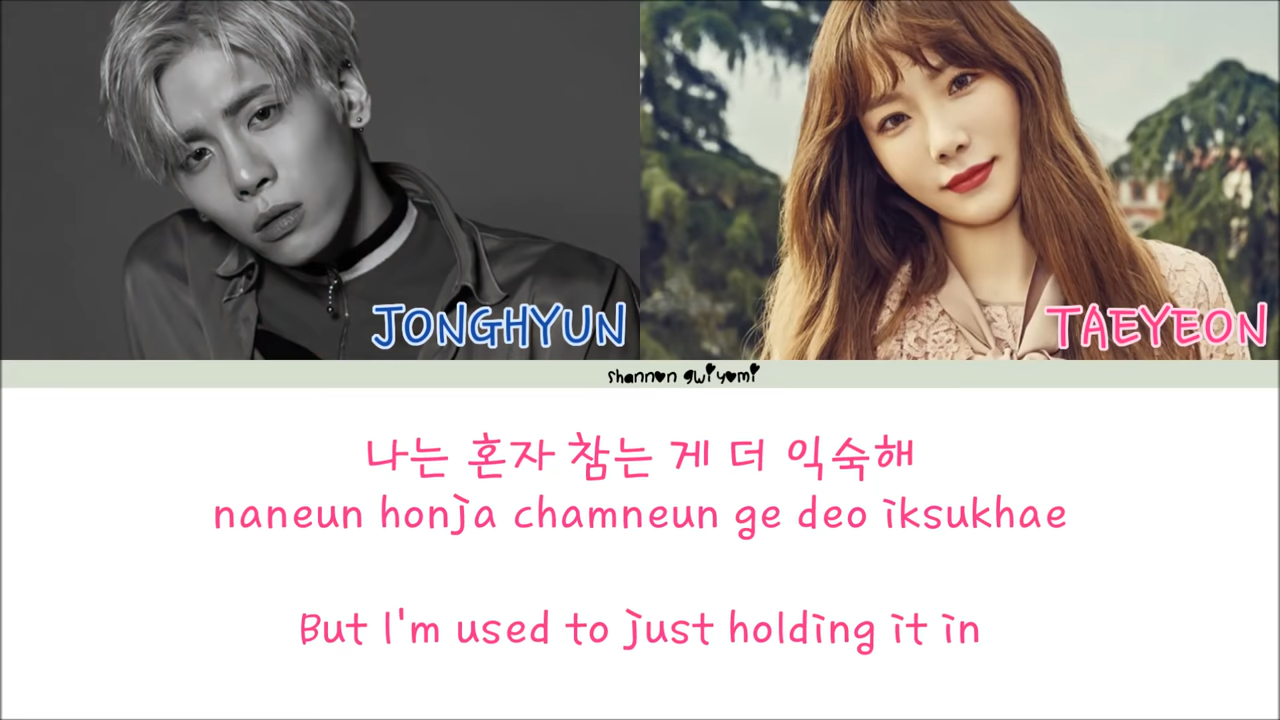 JONGHYUN
TAEYEON
shannon gwiyomi
나는 혼자 참는 게 더 익숙해
naneun honja chamneun ge deo iksukhae
But I'm used to just holding it in